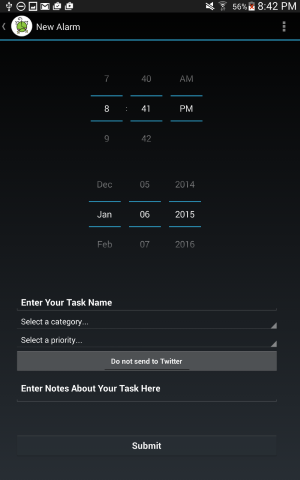 56% 8:42 PM
New Alarm
7 40 AM
8 : 41 PM
9 42
Dec 05 2014
Jan 06 2015
Feb 07 2016
Enter Your Task Name
Select a category...
Select a priority...
Do not send to Twitter
Enter Notes About Your Task Here
Submit